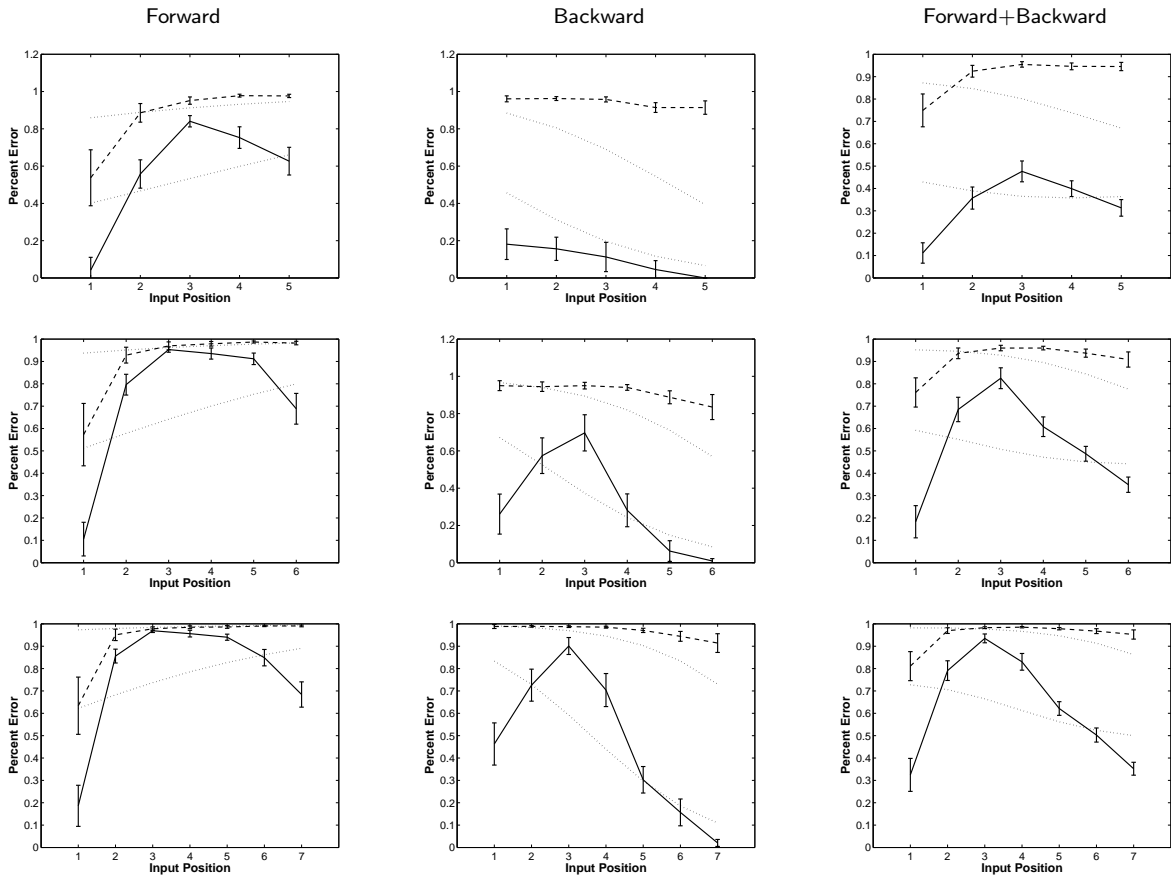 Forward
Backward
Forward+Backward
Percent Error
1.2
1
0.8
0.6
0.4
0.2
0
1 2 3 4 5
Input Position
Percent Error
1.2
1
0.8
0.6
0.4
0.2
0
1 2 3 4 5
Input Position
Percent Error
1
0.9
0.8
0.7
0.6
0.5
0.4
0.3
0.2
0.1
0
1 2 3 4 5
Input Position
Percent Error
1
0.9
0.8
0.7
0.6
0.5
0.4
0.3
0.2
0.1
0
1 2 3 4 5 6
Input Position
Percent Error
1.2
1
0.8
0.6
0.4
0.2
0
1 2 3 4 5 6
Input Position
Percent Error
1
0.9
0.8
0.7
0.6
0.5
0.4
0.3
0.2
0.1
0
1 2 3 4 5 6
Input Position
Percent Error
1
0.9
0.8
0.7
0.6
0.5
0.4
0.3
0.2
0.1
0
1 2 3 4 5 6 7
Input Position
Percent Error
1
0.9
0.8
0.7
0.6
0.5
0.4
0.3
0.2
0.1
0
1 2 3 4 5 6 7
Input Position
Percent Error
1
0.9
0.8
0.7
0.6
0.5
0.4
0.3
0.2
0.1
0
1 2 3 4 5 6 7
Input Position